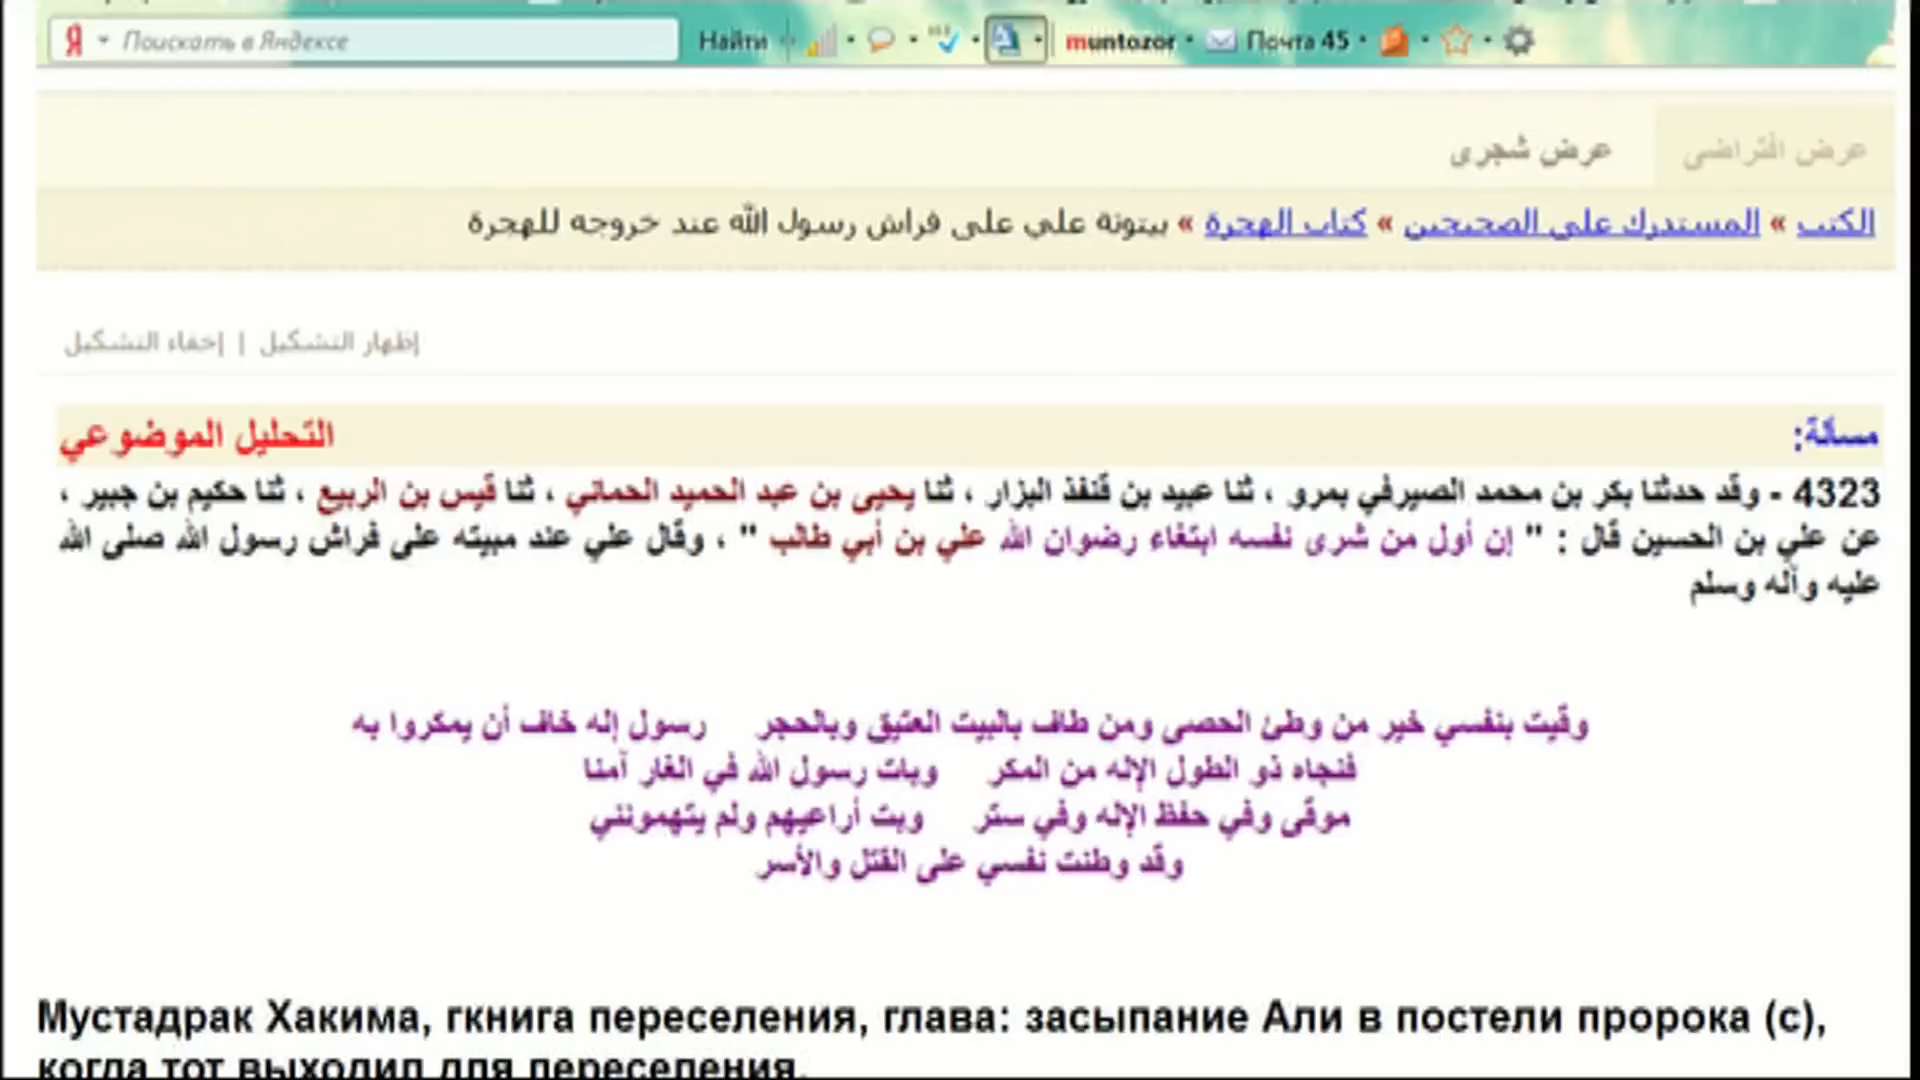 Поискать в Яндексе Найти muntozor Почта 45
عرض افتراضي عرض شجري
الكتب » المستدرك على الصحيحين » كتاب الهجرة » بيتوتة علي على فراش رسول الله عند خروجه للهجرة
إظهار التشكيل | إخفاء التشكيل
مسألة: التحليل الموضوعي
4323 - وقد حدثنا بكر بن محمد الصيرفي بمرو ، ثنا عبيد بن قنفذ البزار ، ثنا يحيى بن عبد الحميد الحماني ، ثنا قيس بن الربيع ، ثنا حكيم بن جبير ،
عن علي بن الحسين قال : " إن أول من شرى نفسه ابتغاء رضوان الله علي بن أبي طالب " ، وقال علي عند مبيته على فراش رسول الله صلى الله
عليه وآله وسلم
وقيت بنفسي خير من وطئ الحصى ومن طاف بالبيت العتيق وبالحجر رسول إله خاف أن يمكروا به
فنجاه ذو الطول الإله من المكر وبات رسول الله في الغار آمنا
موقى وفي حفظ الإله وفي ستر وبت أراعيهم ولم يتهمونني
وقد وطنت نفسي على القتل والأسر
Мустадрак Хакима, гкнига переселения, глава: засыпание Али в постели пророка (с),
когда тот выходил для переселения.